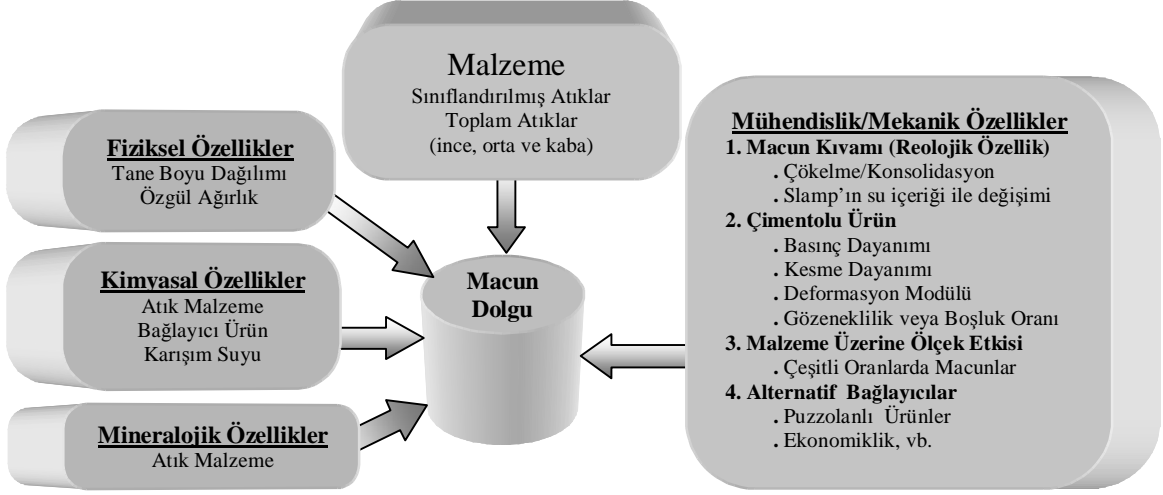 Malzeme
Sınıflandırılmış Atıklar
Toplam Atıklar
(ince, orta ve kaba)
Fiziksel Özellikler
Tane Boyu Dağılımı
Özgül Ağırlık
Kimyasal Özellikler
Atık Malzeme
Bağlayıcı Ürün
Karışım Suyu
Mineralojik Özellikler
Atık Malzeme
Macun
Dolgu
Mühendislik/Mekanik Özellikler
1. Macun Kıvamı (Reolojik Özellik)
. Çökelme/Konsolidasyon
. Slamp’ın su içeriği ile değişimi
2. Çimentolu Ürün
. Basınç Dayanımı
. Kesme Dayanımı
. Deformasyon Modülü
. Gözeneklilik veya Boşluk Oranı
3. Malzeme Üzerine Ölçek Etkisi
. Çeşitli Oranlarda Macunlar
4. Alternatif Bağlayıcılar
. Puzzolanlı Ürünler
. Ekonomiklik, vb.